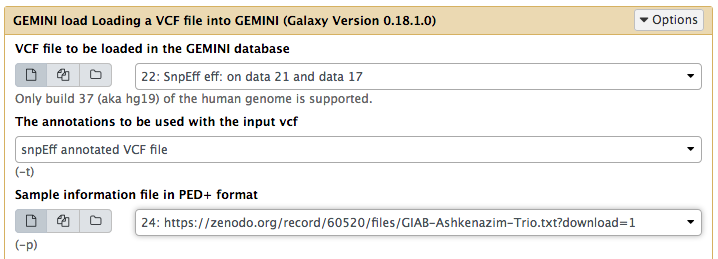 GEMINI load Loading a VCF file into GEMINI (Galaxy Version 0.18.1.0)
Options
VCF file to be loaded in the GEMINI database
22: SnpEff eff: on data 21 and data 17
Only build 37 (aka hg19) of the human genome is supported.
The annotations to be used with the input vcf
snpEff annotated VCF file
(-t)
Sample information file in PED+ format
24: https://zenodo.org/record/60520/files/GIAB-Ashkenazim-Trio.txt?download=1
(-p)